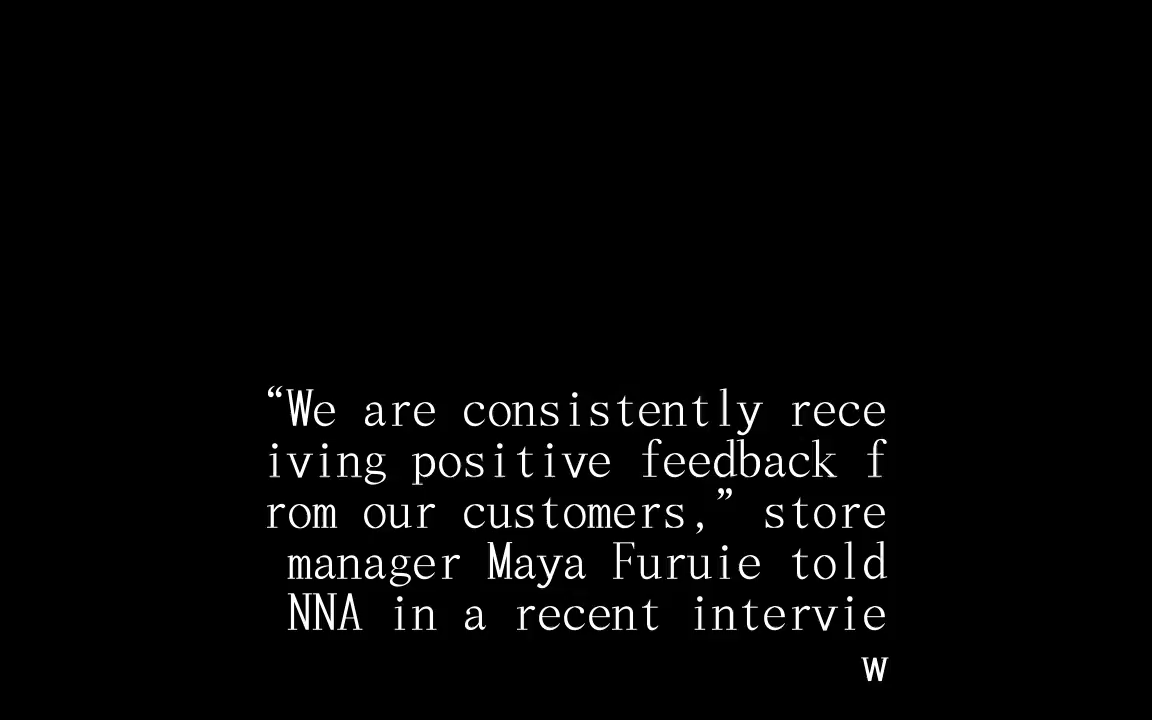 “We are consistently rece
iving positive feedback f
rom our customers,” store
manager Maya Furuie told
NNA in a recent intervie
w